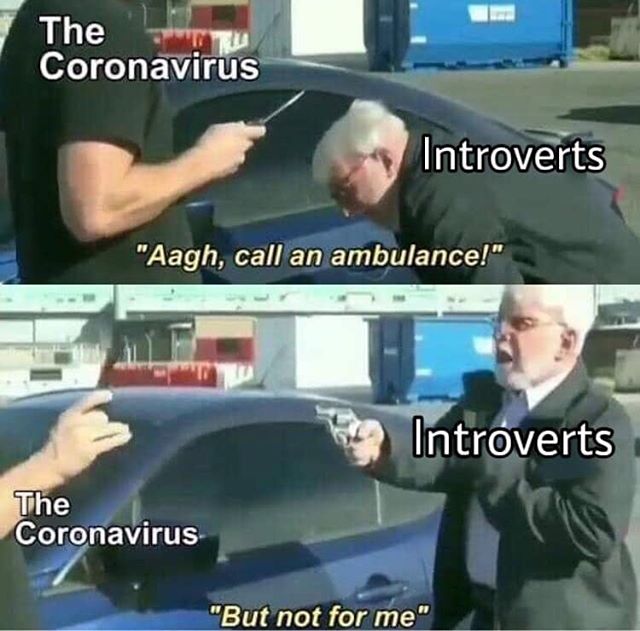 The
Coronavirus
Introverts
"Aagh, call an ambulance!"
Introverts
The
Coronavirus
"But not for me"